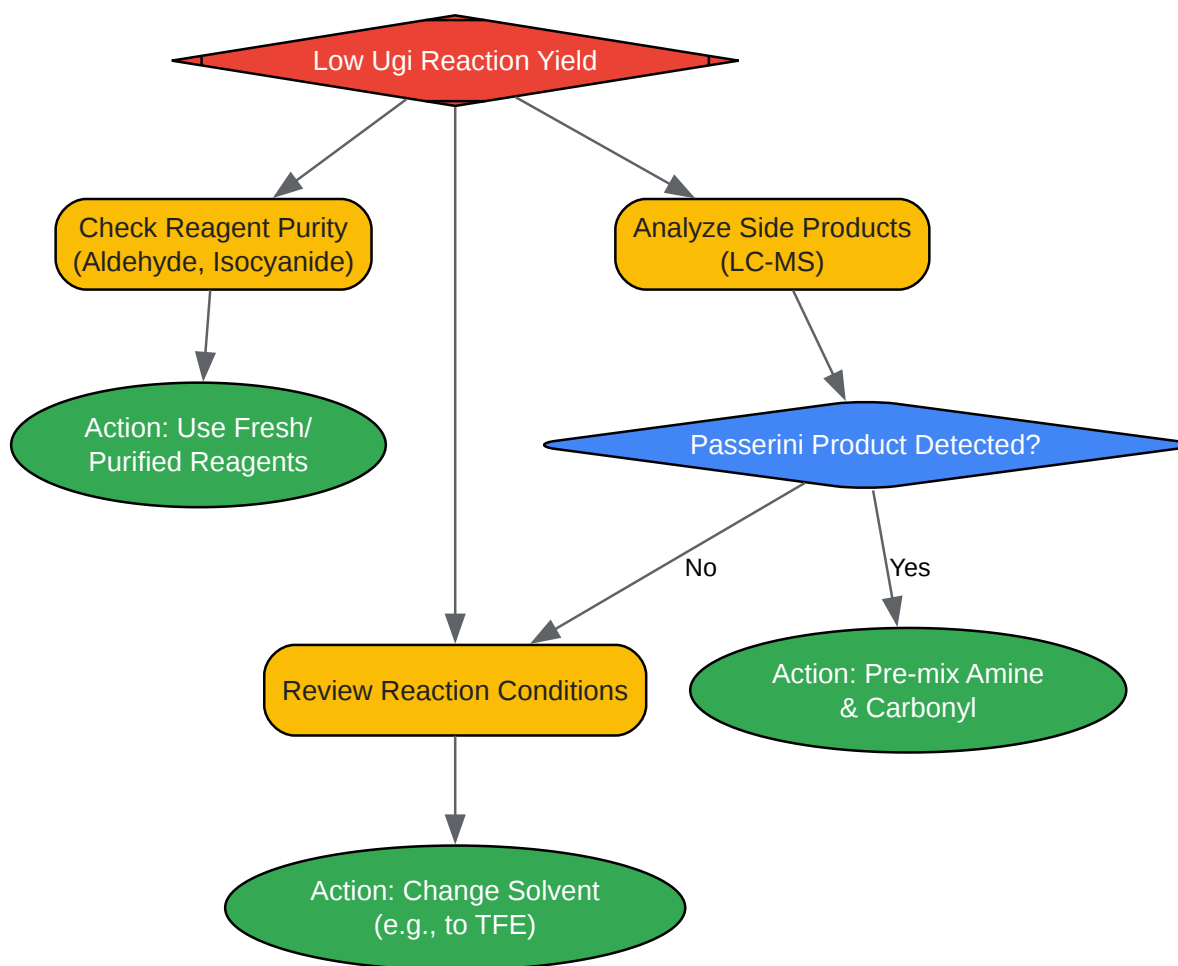 Low Ugi Reaction Yield
Check Reagent Purity
(Aldehyde, Isocyanide)
Analyze Side Products
(LC-MS)
Action: Use Fresh/
Purified Reagents
Passerini Product Detected?
No
Yes
Review Reaction Conditions
Action: Pre-mix Amine
& Carbonyl
Action: Change Solvent
(e.g., to TFE)